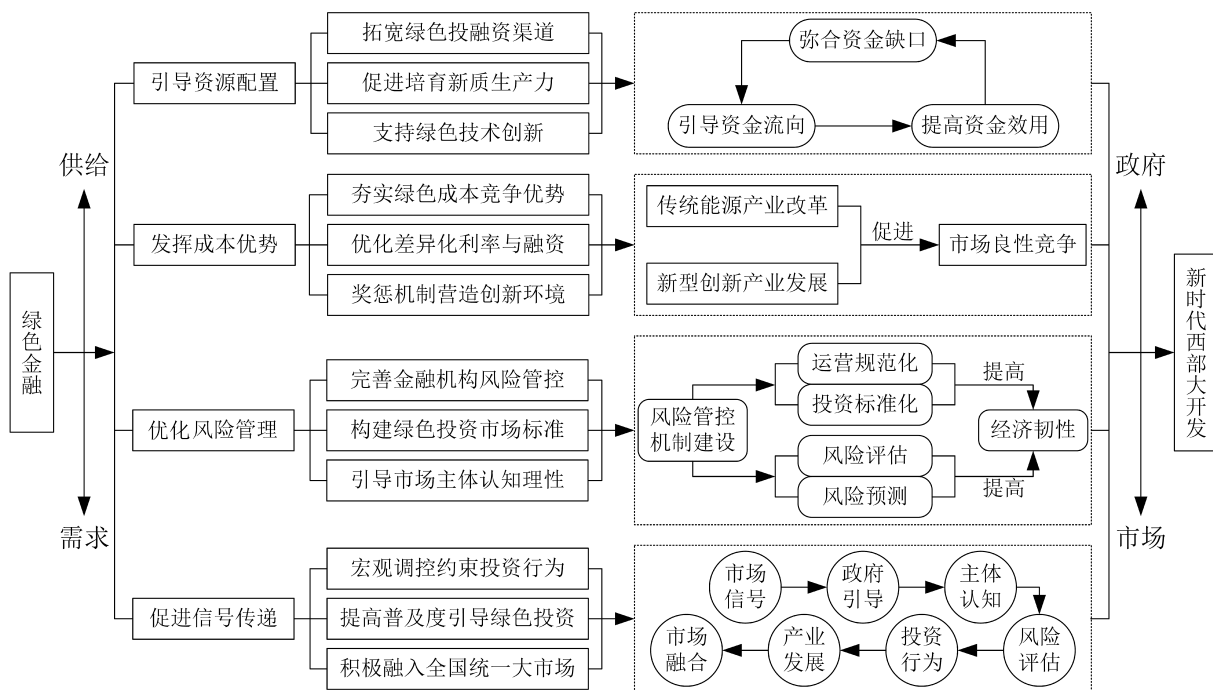 绿色金融
供给
需求
引导资源配置
拓宽绿色投融资渠道
促进培育新质生产力
支持绿色技术创新
弥合资金缺口
引导资金流向
提高资金效用
发挥成本优势
夯实绿色成本竞争优势
优化差异化利率与融资
奖惩机制营造创新环境
传统能源产业改革
新型创新产业发展
促进
市场良性竞争
优化风险管理
完善金融机构风险管控
构建绿色投资市场标准
引导市场主体认知理性
风险管控
机制建设
运营规范化
投资标准化
风险评估
风险预测
提高
提高
经济韧性
促进信号传递
宏观调控约束投资行为
提高普及度引导绿色投资
积极融入全国统一大市场
市场
信号
政府
引导
主体
认知
风险
评估
投资
行为
产业
发展
市场
融合
政府
市场
新时代西部大开发